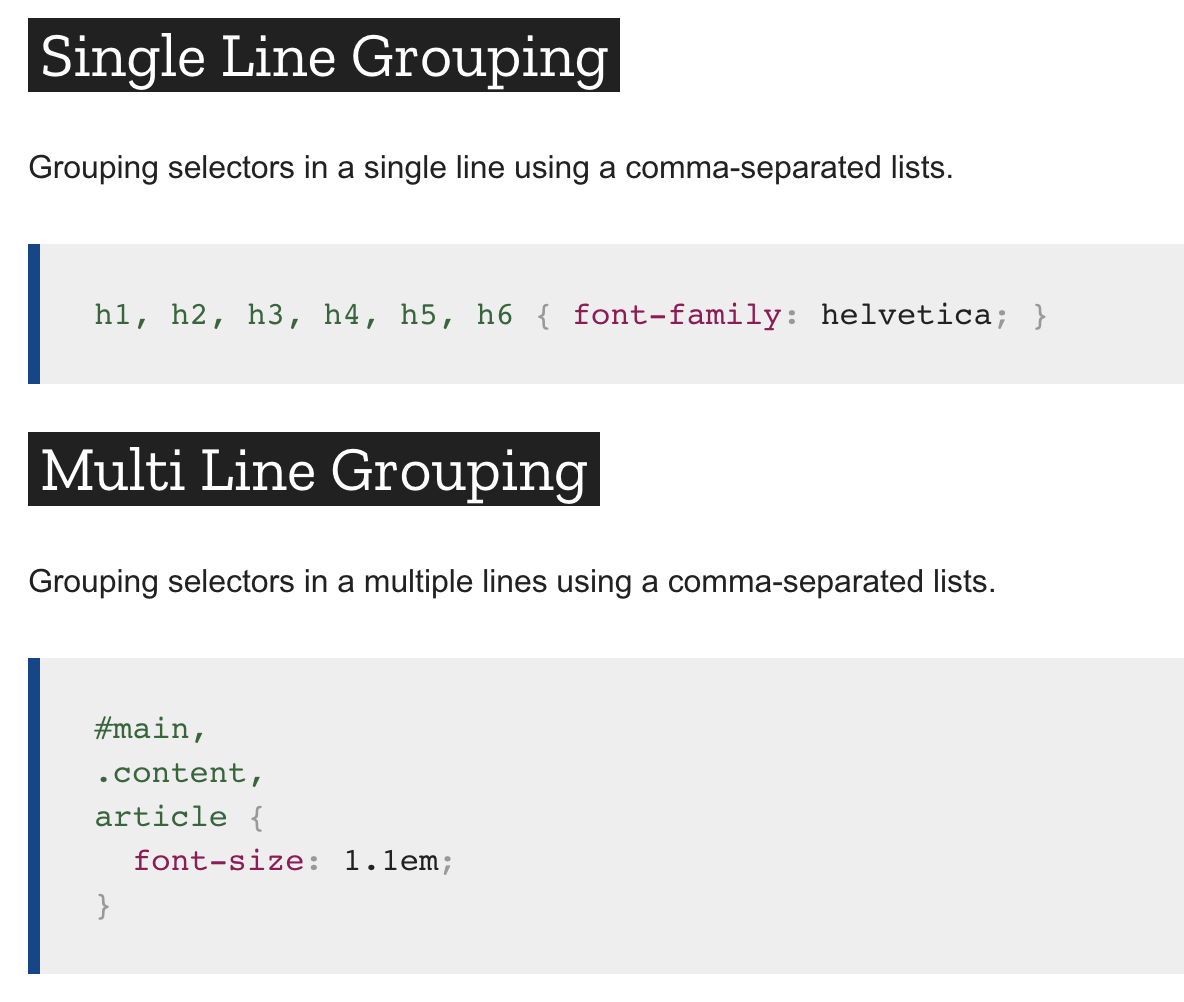 Single Line Grouping
Grouping selectors in a single line using a comma-separated lists.
h1, h2, h3, h4, h5, h6 { font-family: helvetica; }
Multi Line Grouping
Grouping selectors in a multiple lines using a comma-separated lists.
#main,
.content,
article {
  font-size: 1.1em;
}